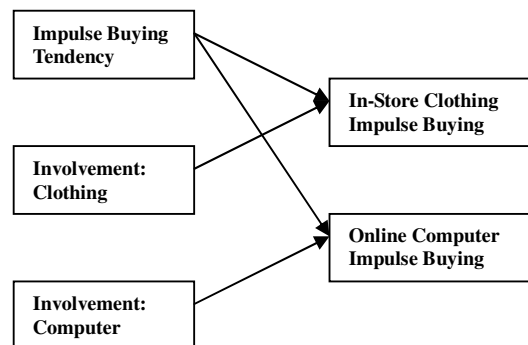 Impulse Buying
Tendency
In-Store Clothing
Impulse Buying
Involvement:
Clothing
Online Computer
Impulse Buying
Involvement:
Computer